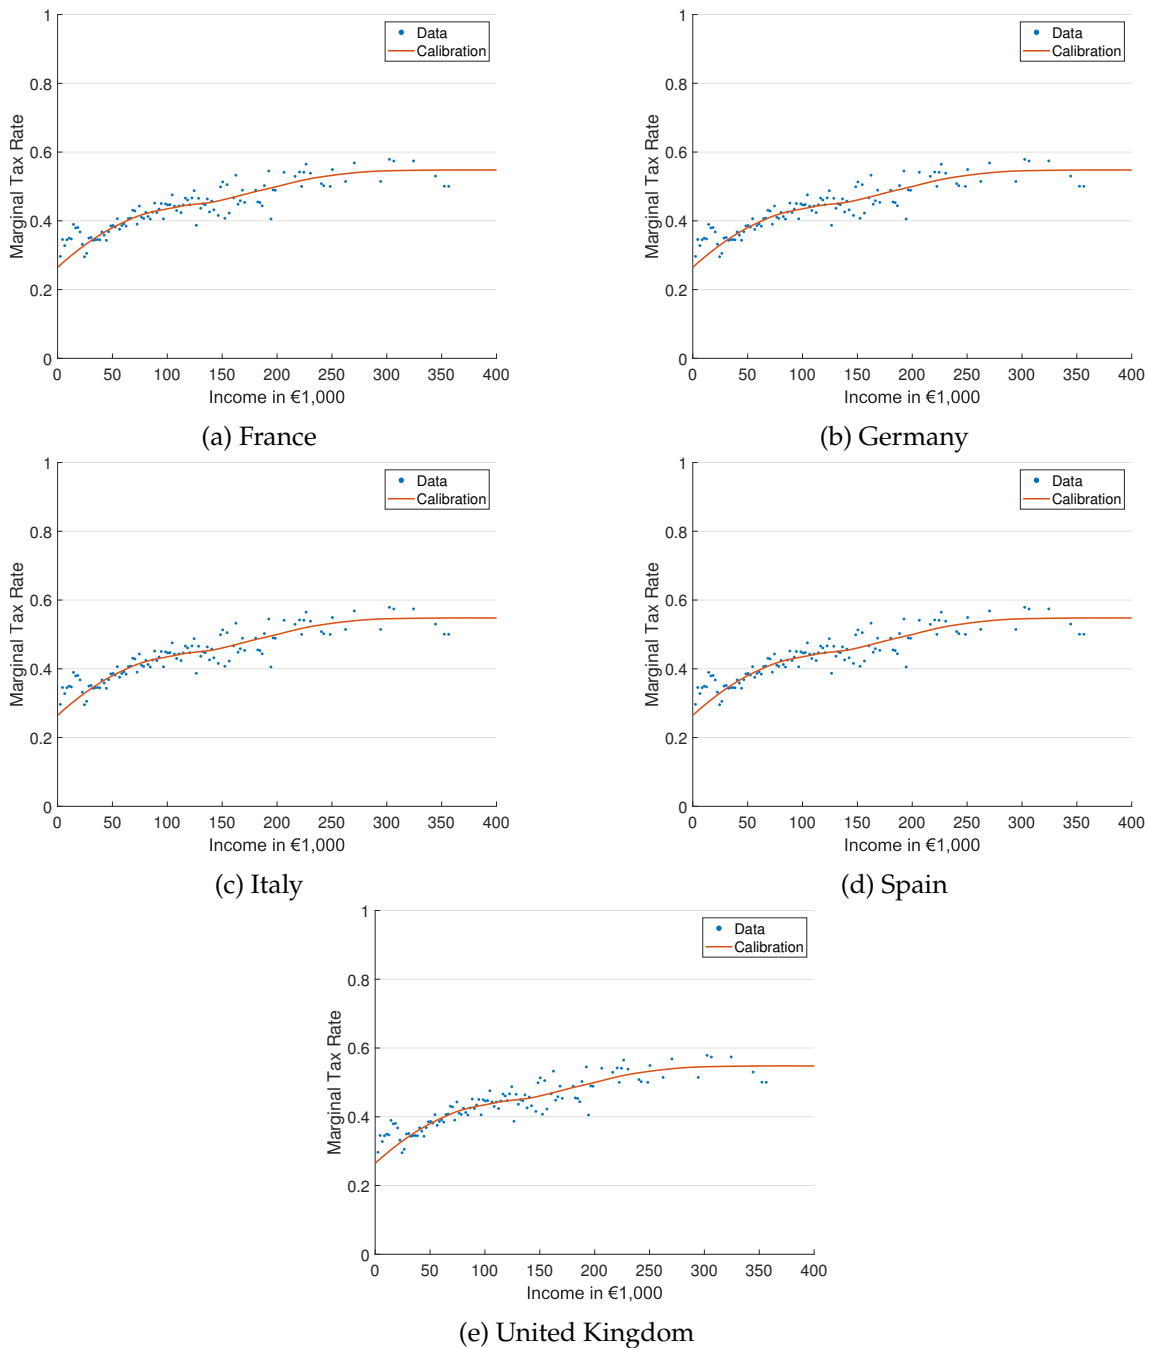 1
0.8
0.6
0.4
0.2
0
Marginal Tax Rate
Data
Calibration
0 50 100 150 200 250 300 350 400
Income in €1,000
(a) France
1
0.8
0.6
0.4
0.2
0
Marginal Tax Rate
Data
Calibration
0 50 100 150 200 250 300 350 400
Income in €1,000
(b) Germany
1
0.8
0.6
0.4
0.2
0
Marginal Tax Rate
Data
Calibration
0 50 100 150 200 250 300 350 400
Income in €1,000
(c) Italy
1
0.8
0.6
0.4
0.2
0
Marginal Tax Rate
Data
Calibration
0 50 100 150 200 250 300 350 400
Income in €1,000
(d) Spain
1
0.8
0.6
0.4
0.2
0
Marginal Tax Rate
Data
Calibration
0 50 100 150 200 250 300 350 400
Income in €1,000
(e) United Kingdom